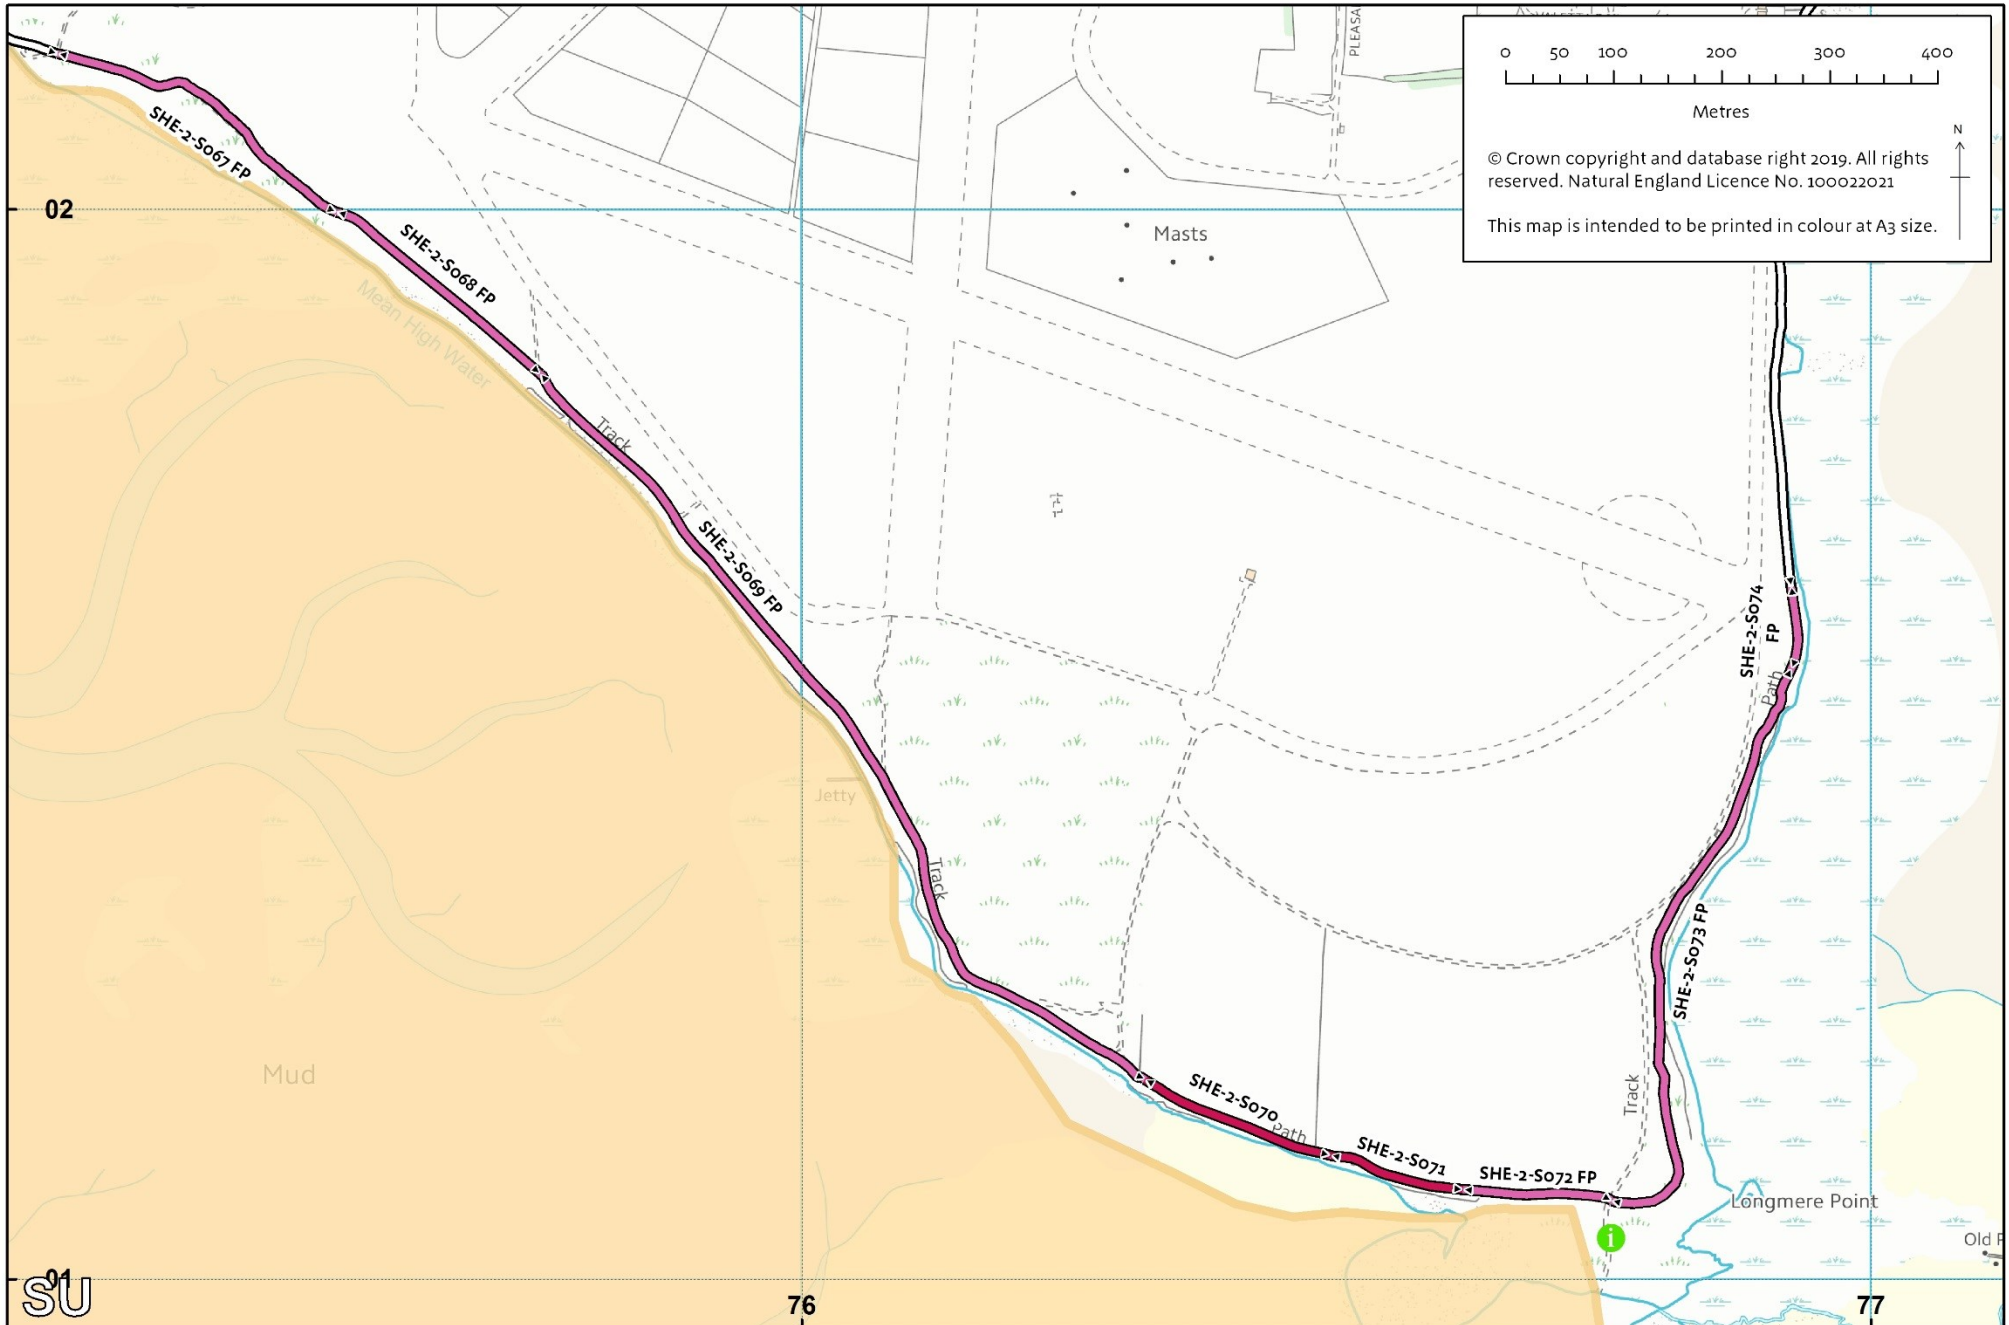 PLEASA
0 50 100 200 300 400
Metres
N
© Crown copyright and database right 2019. All rights
reserved. Natural England Licence No. 100022021
This map is intended to be printed in colour at A3 size.
SHE-2-S067 FP
02
SHE-2-S068 FP
Masts
Mean High Water
Track
SHE-2-S069 FP
SHE-2-S074
FP
Path
Jetty
Track
SHE-2-S073 FP
Mud
SHE-2-S070
Path
Track
SHE-2-S071
SHE-2-S072 FP
Longmere Point
i
Old
01
SU
76
77